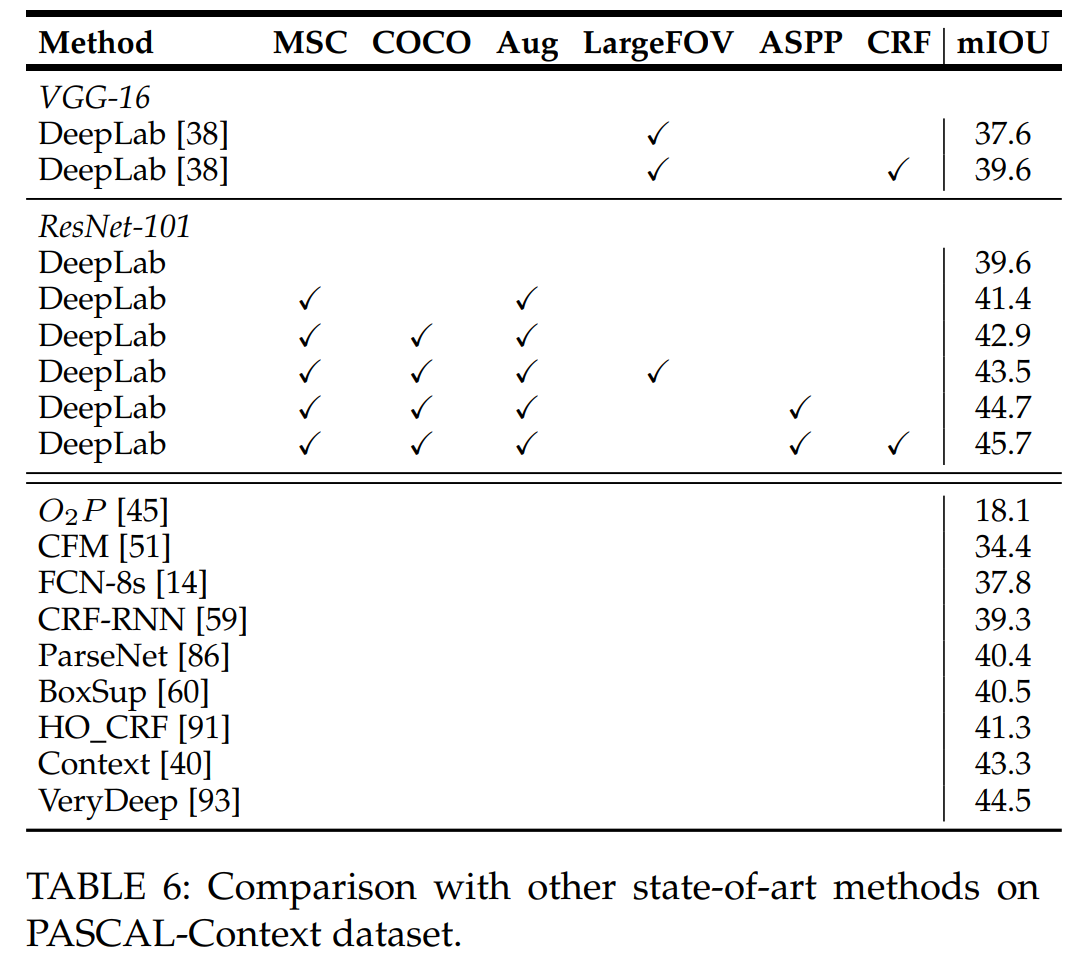 Method MSC COCO Aug LargeFOV ASPP CRF mIOU
VGG-16
DeepLab [38] ✓ 37.6
DeepLab [38] ✓ ✓ 39.6
ResNet-101
DeepLab 39.6
DeepLab ✓ ✓ 41.4
DeepLab ✓ ✓ ✓ 42.9
DeepLab ✓ ✓ ✓ ✓ 43.5
DeepLab ✓ ✓ ✓ ✓ 44.7
DeepLab ✓ ✓ ✓ ✓ ✓ 45.7
O₂P [45] 18.1
CFM [51] 34.4
FCN-8s [14] 37.8
CRF-RNN [59] 39.3
ParseNet [86] 40.4
BoxSup [60] 40.5
HO_CRF [91] 41.3
Context [40] 43.3
VeryDeep [93] 44.5
TABLE 6: Comparison with other state-of-art methods on
PASCAL-Context dataset.